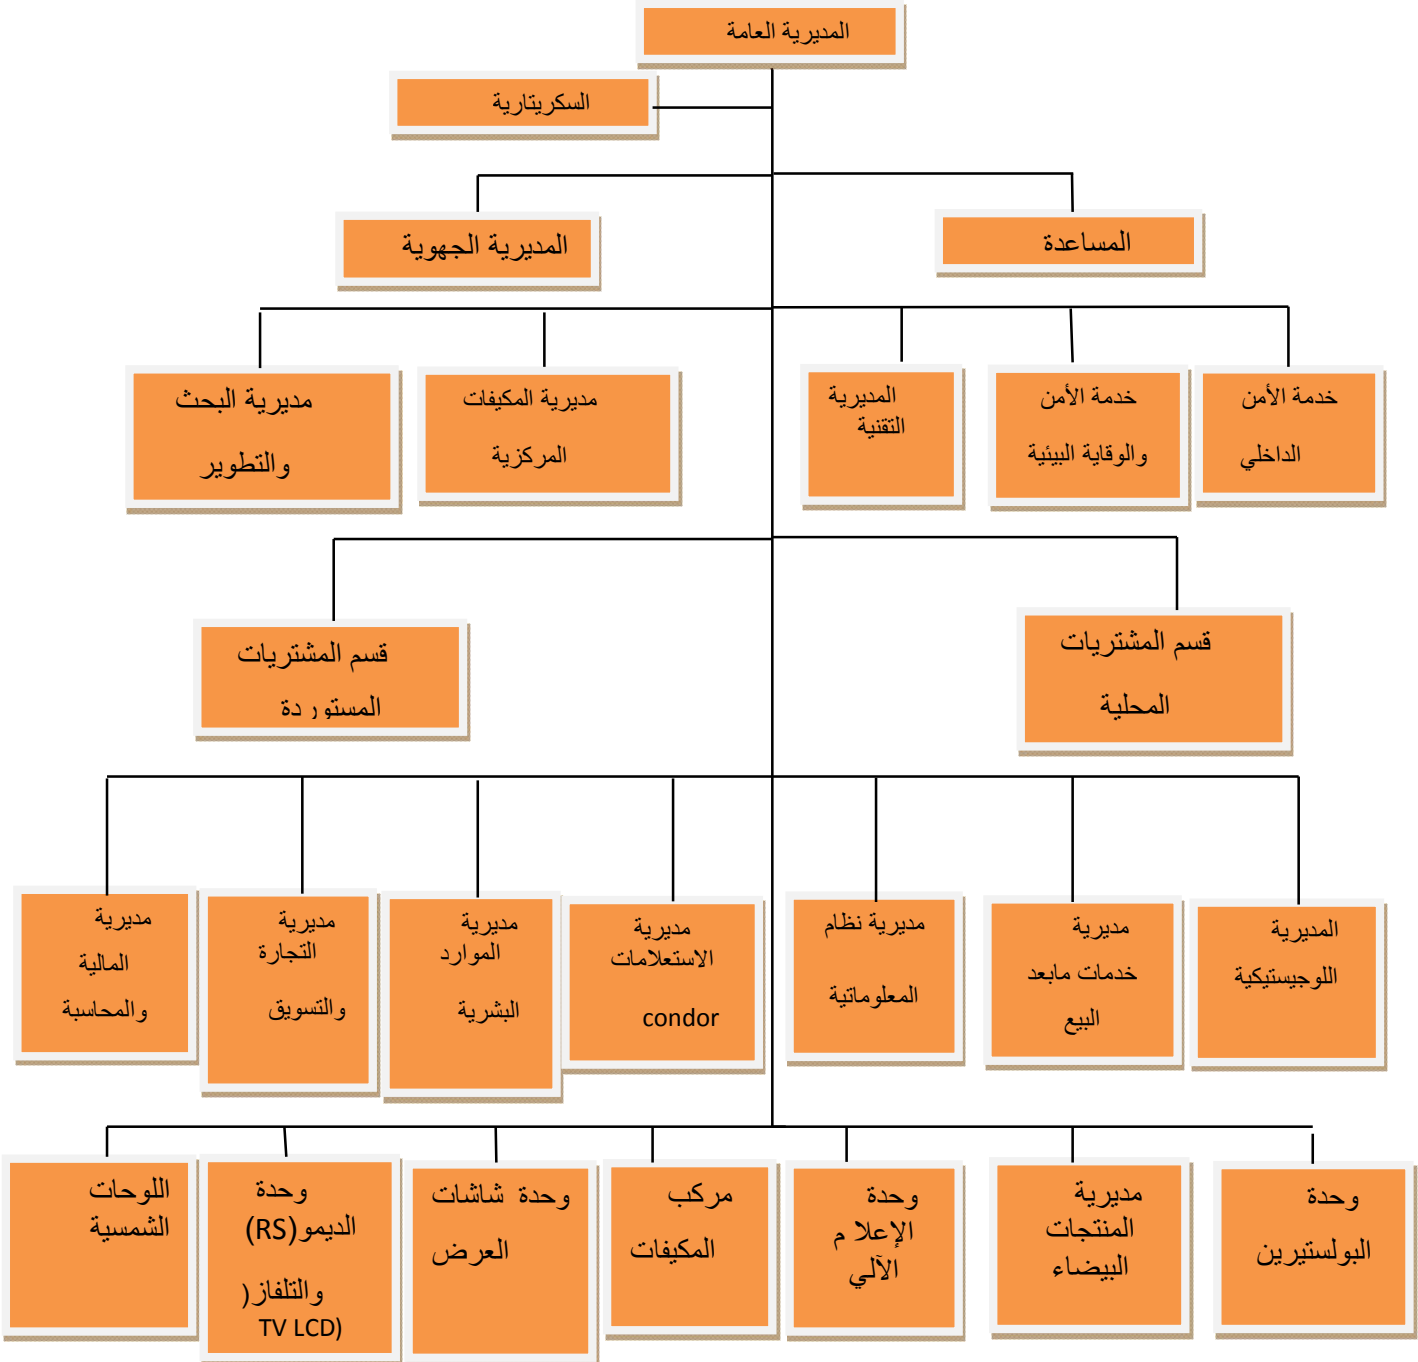 المديرية العامة
السكريتارية
المساعدة
المديرية الجهوية
خدمة الأمن
الداخلي
خدمة الأمن
والوقاية البيئية
المديرية
التقنية
مديرية المكيفات
المركزية
مديرية البحث
والتطوير
قسم المشتريات
المحلية
قسم المشتريات
المستوردة
المديرية
اللوجيستيكية
مديرية
خدمات مابعد
البيع
مديرية نظام
المعلوماتية
مديرية
الاستعلامات
condor
مديرية
الموارد
البشرية
مديرية
التجارة
والتسويق
مديرية
المالية
والمحاسبة
وحدة
البولستيرين
مديرية
المنتجات
البيضاء
وحدة
الإعلا م
الآلي
مركب
المكيفات
وحدة شاشات
العرض
وحدة
الديمو(RS)
والتلفاز(
TV LCD)
اللوحات
الشمسية